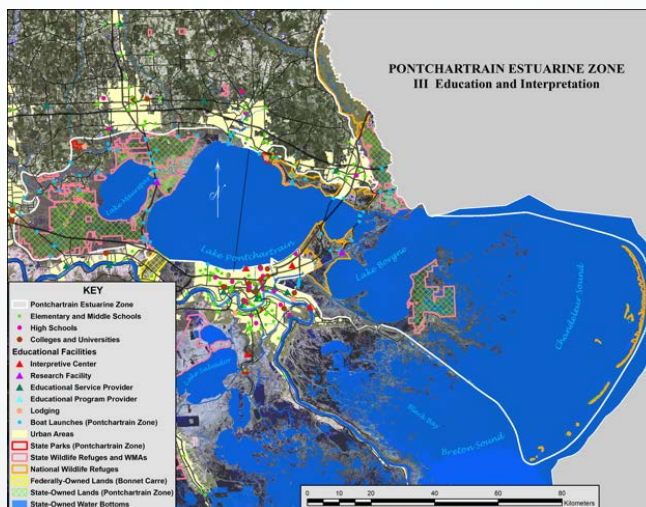 PONTCHARTRAIN ESTUARINE ZONE
III Education and Interpretation
Lake Maurepas
Lake Pontchartrain
Lake Borgne
Chandeleur Sound
Lake Salvador
Black Bay
Breton Sound
KEY
Pontchartrain Estuarine Zone
Elementary and Middle Schools
High Schools
Colleges and Universities
Educational Facilities
Interpretive Center
Research Facility
Educational Service Provider
Educational Program Provider
Lodging
Boat Launches (Pontchartrain Zone)
Urban Areas
State Parks (Pontchartrain Zone)
State Wildlife Refuges and WMAs
National Wildlife Refuges
Federally-Owned Lands (Bonnet Carre)
State-Owned Lands (Pontchartrain Zone)
State-Owned Water Bottoms
0 5 10 20 30 40 60 80
Kilometers